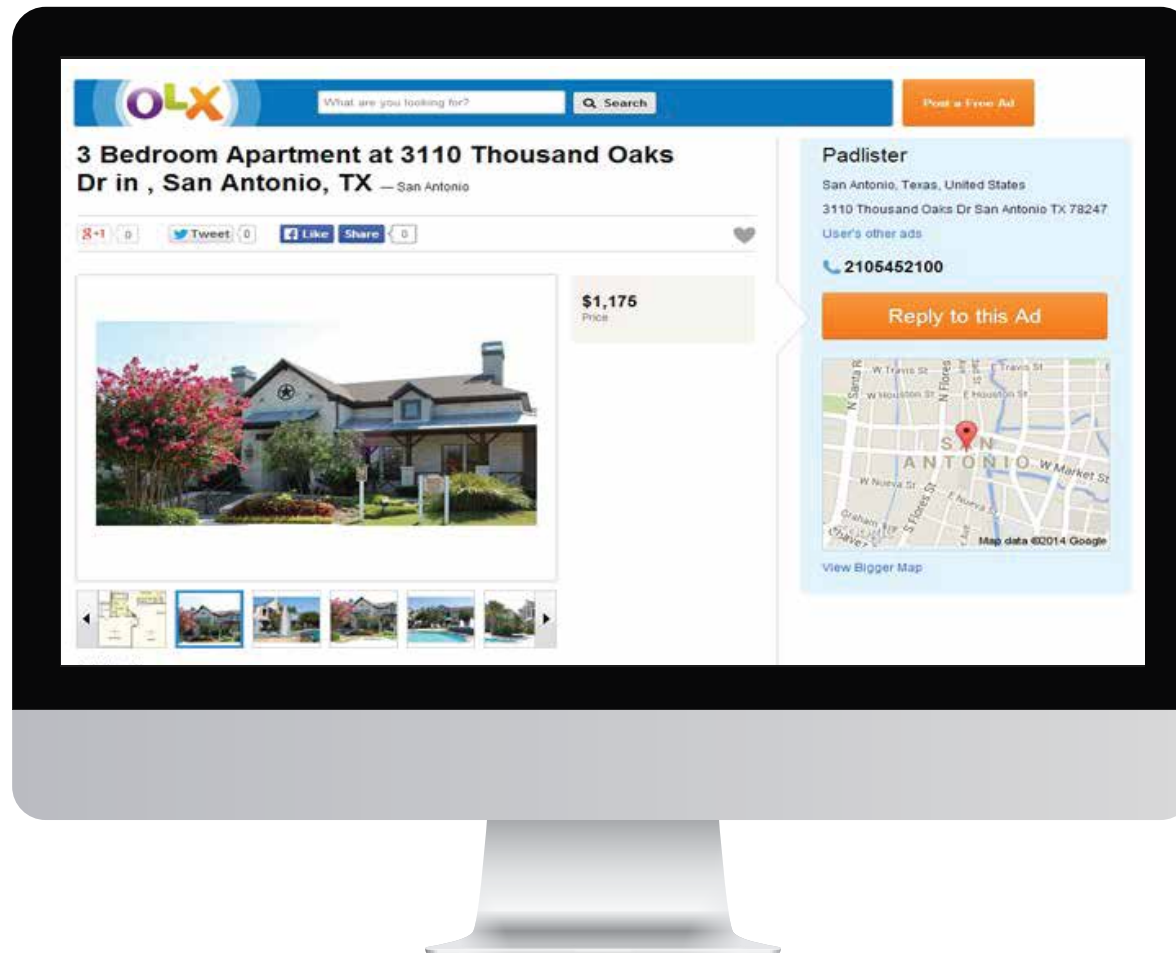 OLX
What are you looking for?
Search
Post a Free Ad
3 Bedroom Apartment at 3110 Thousand Oaks
Dr in , San Antonio, TX — San Antonio
g+1 0 Tweet 0 Like Share 0
$1,175
Price
Padlister
San Antonio, Texas, United States
3110 Thousand Oaks Dr San Antonio TX 78247
User's other ads
2105452100
Reply to this Ad
W Travis St
E Travis St
N Santa R
W Houston St
N Flores
E Houston St
SAN
ANTONIO
W Market St
W Nueva St
E Nueva
S Flores St
Graham
Chavez
Map data ©2014 Google
View Bigger Map